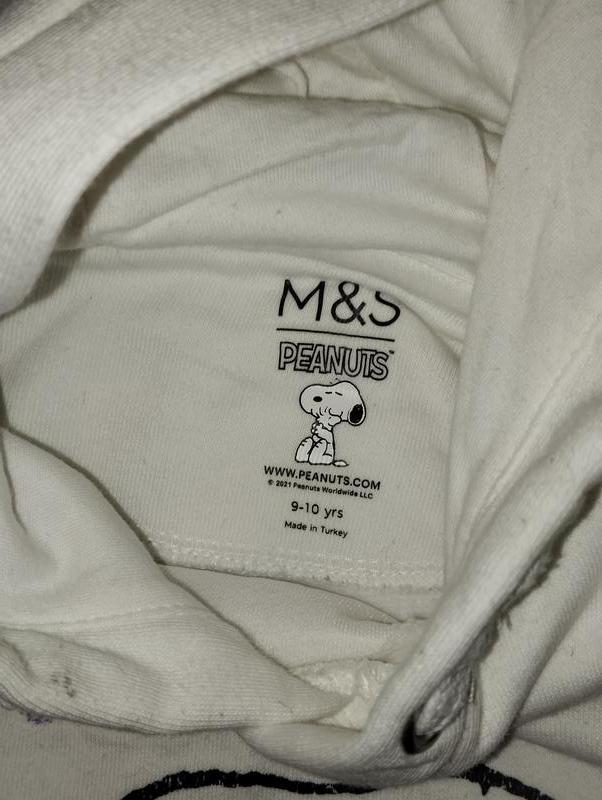 M&S
PEANUTS™
WWW.PEANUTS.COM
© 2021 Peanuts Worldwide LLC
9-10 yrs
Made in Turkey